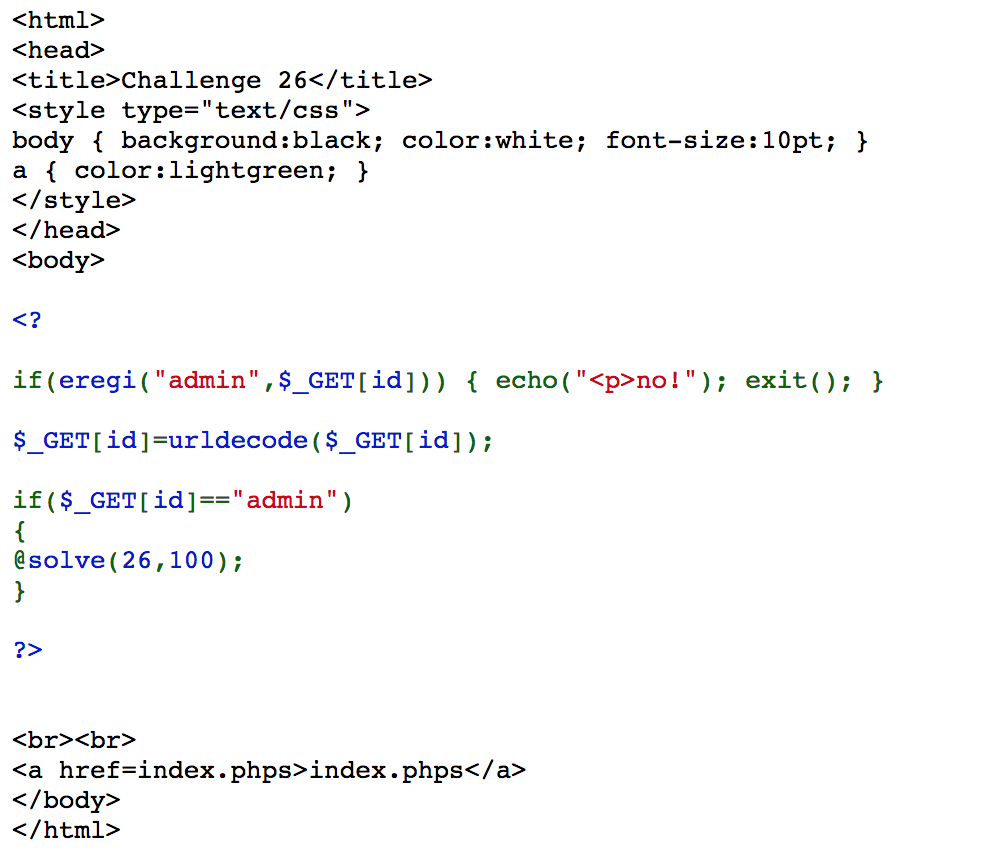 <html>
<head>
<title>Challenge 26</title>
<style type="text/css">
body { background:black; color:white; font-size:10pt; }
a { color:lightgreen; }
</style>
</head>
<body>
<?
if(eregi("admin",$_GET[id])) { echo("<p>no!"); exit(); }
$_GET[id]=urldecode($_GET[id]);
if($_GET[id]=="admin")
{
@solve(26,100);
}
?>
<br><br>
<a href=index.phps>index.phps</a>
</body>
</html>